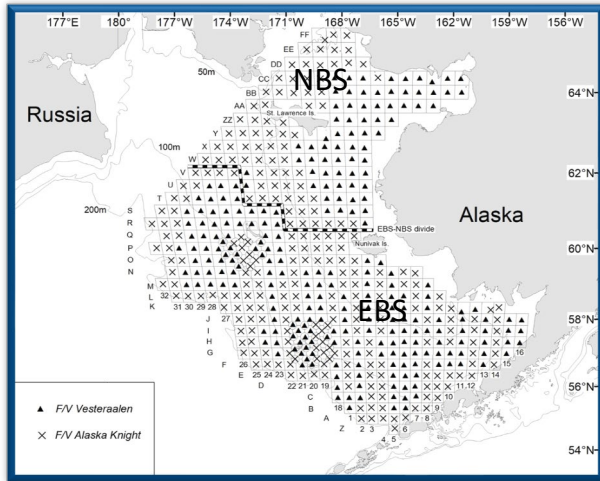 177°E 180° 177°W 174°W 171°W 168°W 165°W 162°W 159°W 156°W
FF
EE
DD
NBS
CC
50m
BB
64°N
AA
St. Lawrence Is.
Russia
ZZ
Y
100m
X
W
62°N
V
U
T
200m
S
Alaska
R
EBS-NBS divide
Q
Nunivak Is.
P
60°N
O
N
M
L
32
K
31 30 29 28
27
EBS
J
58°N
I
H
16
G
15
F
26
13 14
E
25 24 23
11 12
D
22 21 20 19
10
56°N
C
9
B
18
7 8
A
1
Z
2 3
6
4
5
54°N
F/V Vesteraalen
F/V Alaska Knight